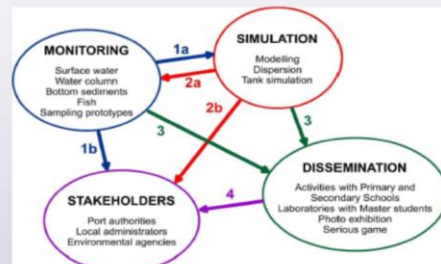 MONITORING
Surface water
Water column
Bottom sediments
Fish
Sampling prototypes
1a
2a
SIMULATION
Modelling
Dispersion
Tank simulation
2b
3
3
1b
STAKEHOLDERS
Port authorities
Local administrators
Environmental agencies
4
DISSEMINATION
Activities with Primary and
Secondary Schools
Laboratories with Master students
Photo exhibition
Serious game